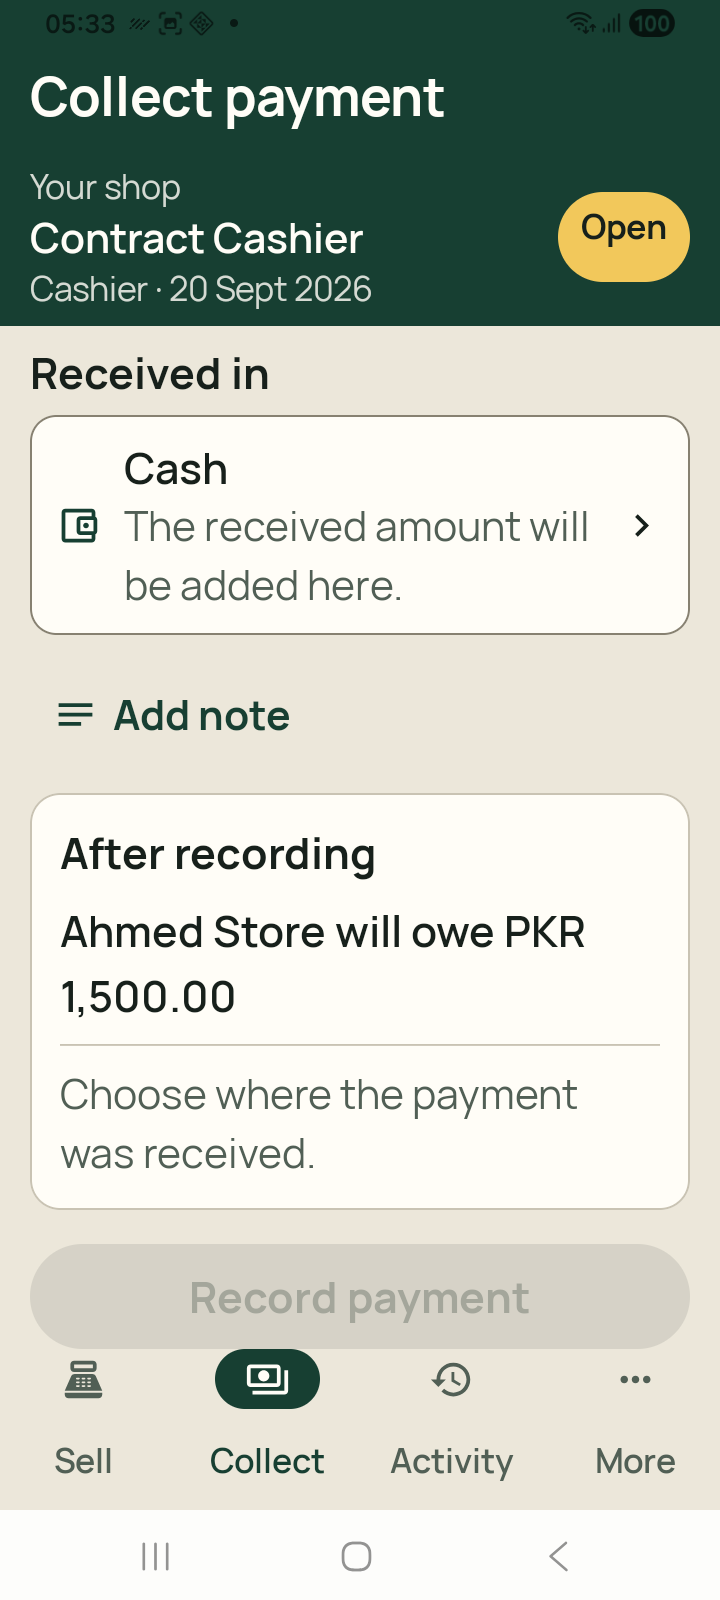 05:33
100
Collect payment
Your shop
Contract Cashier
Cashier · 20 Sept 2026
Open
Received in
Cash
The received amount will
be added here.
Add note
After recording
Ahmed Store will owe PKR
1,500.00
Choose where the payment
was received.
Record payment
Sell
Collect
Activity
More